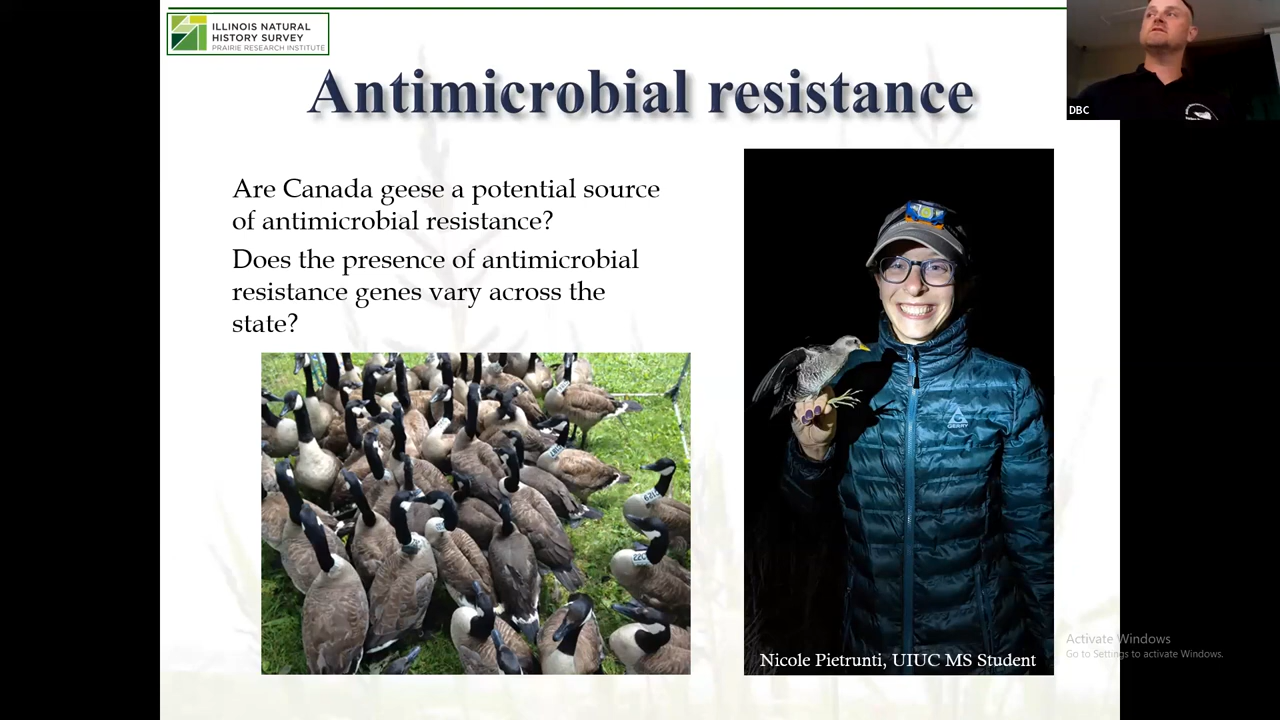 ILLINOIS NATURAL
HISTORY SURVEY
PRAIRIE RESEARCH INSTITUTE
Antimicrobial resistance
DBC
Are Canada geese a potential source
of antimicrobial resistance?
Does the presence of antimicrobial
resistance genes vary across the
state?
GERRY
Nicole Pietrunti, UIUC MS Student
Activate Windows
Go to Settings to activate Windows.